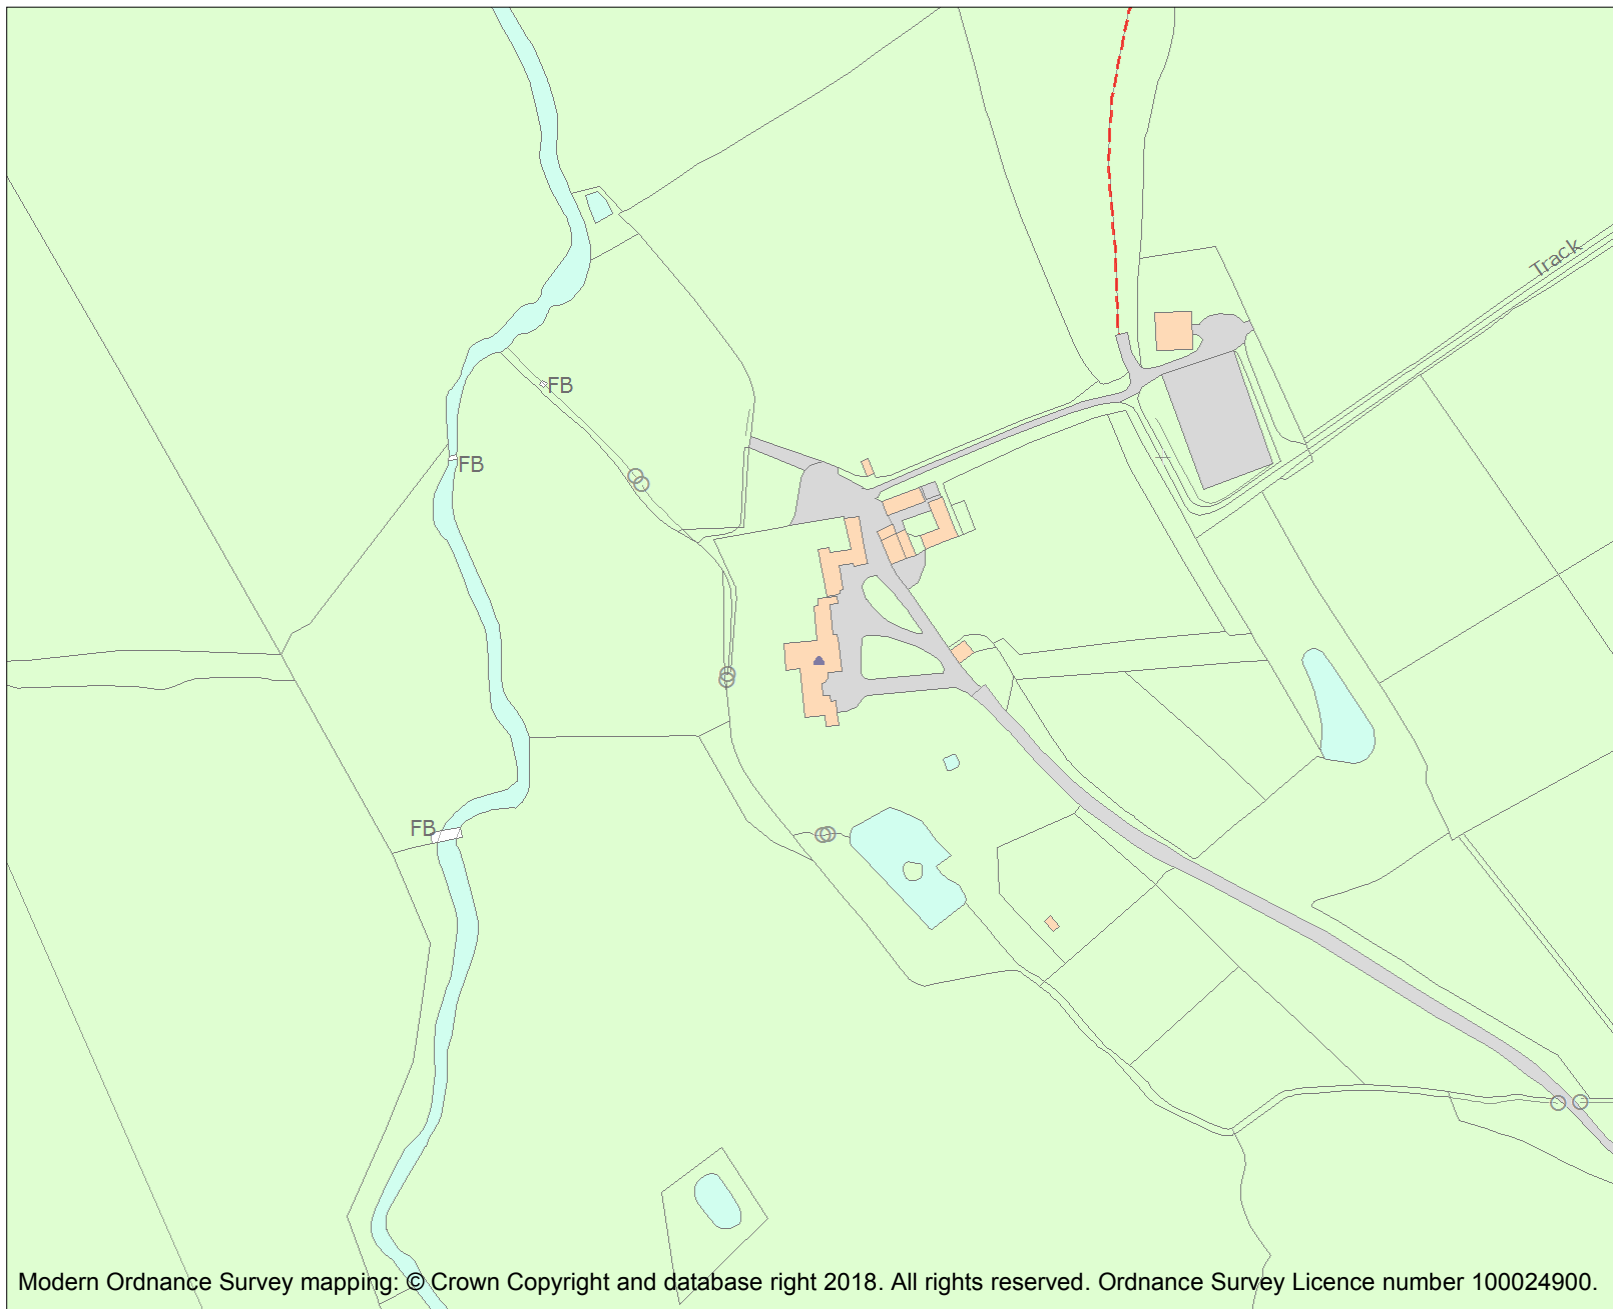 Track
FB
FB
FB
Modern Ordnance Survey mapping: © Crown Copyright and database right 2018. All rights reserved. Ordnance Survey Licence number 100024900.